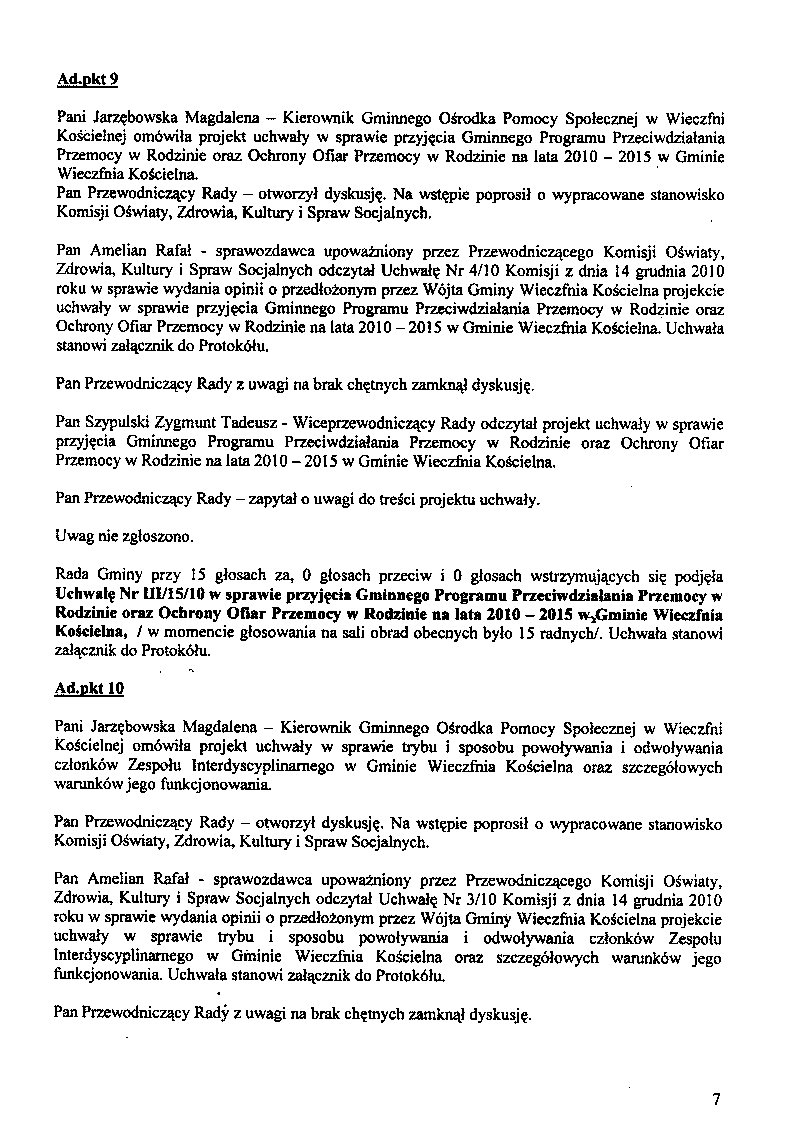 Ad.pkt 9
Pani Jarzębowska Magdalena – Kierownik Gminnego Ośrodka Pomocy Społecznej w Wieczfni
Kościelnej omówiła projekt uchwały w sprawie przyjęcia Gminnego Programu Przeciwdziałania
Przemocy w Rodzinie oraz Ochrony Ofiar Przemocy w Rodzinie na lata 2010 – 2015 w Gminie
Wieczfnia Kościelna.
Pan Przewodniczący Rady – otworzył dyskusję. Na wstępie poprosił o wypracowane stanowisko
Komisji Oświaty, Zdrowia, Kultury i Spraw Socjalnych.
Pan Amelian Rafał - sprawozdawca upoważniony przez Przewodniczącego Komisji Oświaty,
Zdrowia, Kultury i Spraw Socjalnych odczytał Uchwałę Nr 4/10 Komisji z dnia 14 grudnia 2010
roku w sprawie wydania opinii o przedłożonym przez Wójta Gminy Wieczfnia Kościelna projekcie
uchwały w sprawie przyjęcia Gminnego Programu Przeciwdziałania Przemocy w Rodzinie oraz
Ochrony Ofiar Przemocy w Rodzinie na lata 2010 – 2015 w Gminie Wieczfnia Kościelna. Uchwała
stanowi załącznik do Protokółu.
Pan Przewodniczący Rady z uwagi na brak chętnych zamknął dyskusję.
Pan Szypulski Zygmunt Tadeusz - Wiceprzewodniczący Rady odczytał projekt uchwały w sprawie
przyjęcia Gminnego Programu Przeciwdziałania Przemocy w Rodzinie oraz Ochrony Ofiar
Przemocy w Rodzinie na lata 2010 – 2015 w Gminie Wieczfnia Kościelna.
Pan Przewodniczący Rady – zapytał o uwagi do treści projektu uchwały.
Uwag nie zgłoszono.
Rada Gminy przy 15 głosach za, 0 głosach przeciw i 0 głosach wstrzymujących się podjęła
Uchwałę Nr III/15/10 w sprawie przyjęcia Gminnego Programu Przeciwdziałania Przemocy w
Rodzinie oraz Ochrony Ofiar Przemocy w Rodzinie na lata 2010 – 2015 w Gminie Wieczfnia
Kościelna, / w momencie głosowania na sali obrad obecnych było 15 radnych/. Uchwała stanowi
załącznik do Protokółu.
Ad.pkt 10
Pani Jarzębowska Magdalena – Kierownik Gminnego Ośrodka Pomocy Społecznej w Wieczfni
Kościelnej omówiła projekt uchwały w sprawie trybu i sposobu powoływania i odwoływania
członków Zespołu Interdyscyplinarnego w Gminie Wieczfnia Kościelna oraz szczegółowych
warunków jego funkcjonowania.
Pan Przewodniczący Rady – otworzył dyskusję. Na wstępie poprosił o wypracowane stanowisko
Komisji Oświaty, Zdrowia, Kultury i Spraw Socjalnych.
Pan Amelian Rafał - sprawozdawca upoważniony przez Przewodniczącego Komisji Oświaty,
Zdrowia, Kultury i Spraw Socjalnych odczytał Uchwałę Nr 3/10 Komisji z dnia 14 grudnia 2010
roku w sprawie wydania opinii o przedłożonym przez Wójta Gminy Wieczfnia Kościelna projekcie
uchwały w sprawie trybu i sposobu powoływania i odwoływania członków Zespołu
Interdyscyplinarnego w Gminie Wieczfnia Kościelna oraz szczegółowych warunków jego
funkcjonowania. Uchwała stanowi załącznik do Protokółu.
Pan Przewodniczący Rady z uwagi na brak chętnych zamknął dyskusję.
7